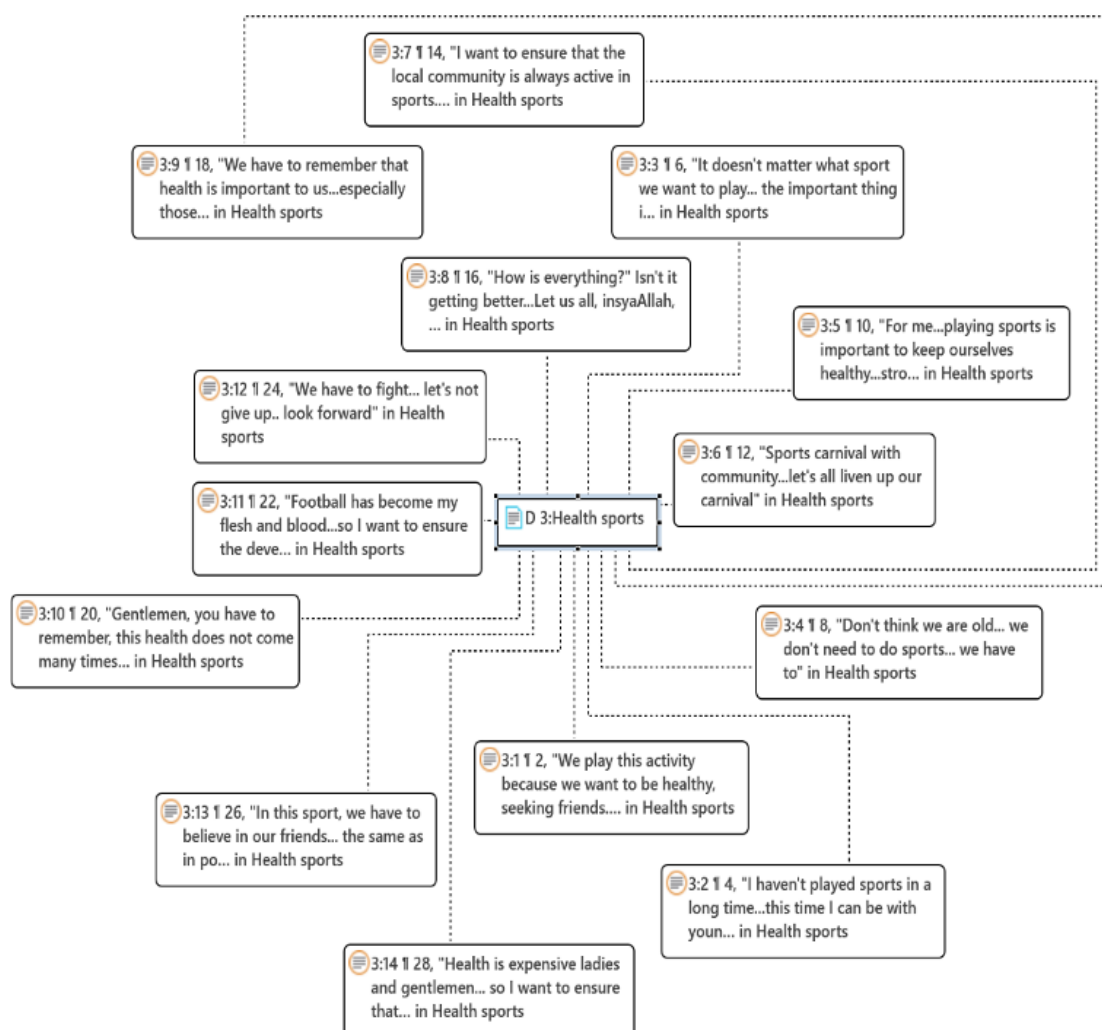 3:7 ¶ 14, "I want to ensure that the
local community is always active in
sports.... in Health sports
3:9 ¶ 18, "We have to remember that
health is important to us...especially
those... in Health sports
3:3 ¶ 6, "It doesn't matter what sport
we want to play... the important thing
i... in Health sports
3:8 ¶ 16, "How is everything?" Isn't it
getting better...Let us all, insyaAllah,
... in Health sports
3:5 ¶ 10, "For me...playing sports is
important to keep ourselves
healthy...stro... in Health sports
3:12 ¶ 24, "We have to fight... let's not
give up.. look forward" in Health
sports
3:6 ¶ 12, "Sports carnival with
community...let's all liven up our
carnival" in Health sports
3:11 ¶ 22, "Football has become my
flesh and blood...so I want to ensure
the deve... in Health sports
D 3:Health sports
3:10 ¶ 20, "Gentlemen, you have to
remember, this health does not come
many times... in Health sports
3:4 ¶ 8, "Don't think we are old... we
don't need to do sports... we have
to" in Health sports
3:1 ¶ 2, "We play this activity
because we want to be healthy,
seeking friends.... in Health sports
3:13 ¶ 26, "In this sport, we have to
believe in our friends... the same as
in po... in Health sports
3:2 ¶ 4, "I haven't played sports in a
long time...this time I can be with
youn... in Health sports
3:14 ¶ 28, "Health is expensive ladies
and gentlemen... so I want to ensure
that... in Health sports